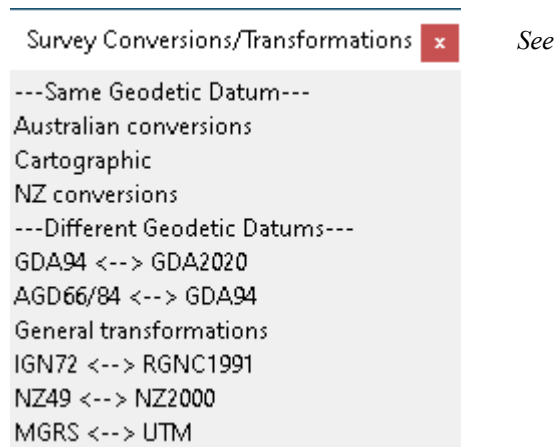 Survey Conversions/Transformations x See
---Same Geodetic Datum---
Australian conversions
Cartographic
NZ conversions
---Different Geodetic Datums---
GDA94 <--> GDA2020
AGD66/84 <--> GDA94
General transformations
IGN72 <--> RGNC1991
NZ49 <--> NZ2000
MGRS <--> UTM